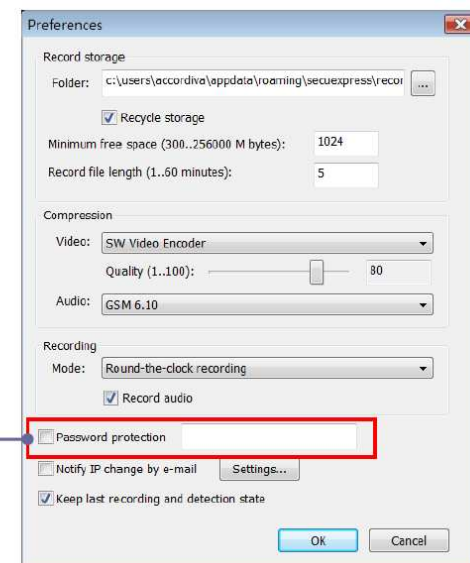 Preferences
Record storage
Folder: c:\users\accordiva\appdata\roaming\secuexpress\recor ...
Recycle storage
Minimum free space (300..256000 M bytes): 1024
Record file length (1..60 minutes): 5
Compression
Video: SW Video Encoder
Quality (1..100): 80
Audio: GSM 6.10
Recording
Mode: Round-the-clock recording
Record audio
Password protection
Notify IP change by e-mail Settings...
Keep last recording and detection state
OK Cancel